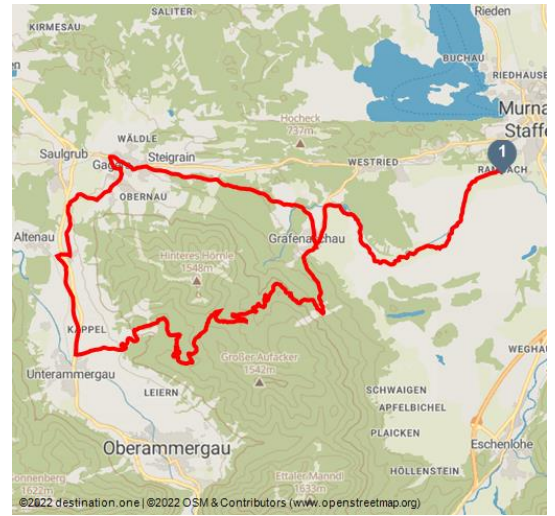 SALITER
KIRMESAU
Rieden
BUCHAU
RIEDHAUSE
Murna
Staffe
Hocheck
737m
WÄLDLE
Steigrain
Saulgrub
WESTRIED
1
OBERNAU
Altenau
Grafenaschau
Hinteres Hörnle
1548m
KAPPEL
Großer Aufacker
1542m
Unterammergau
WEGHAU
LEIERN
SCHWAIGEN
APFELBICHEL
PLAICKEN
Eschenlohe
Oberammergau
HÖLLENSTEIN
Sonnenberg
1622m
Ettaler Manndl
1633m
©2022 destination.one | ©2022 OSM & Contributors (www.openstreetmap.org)